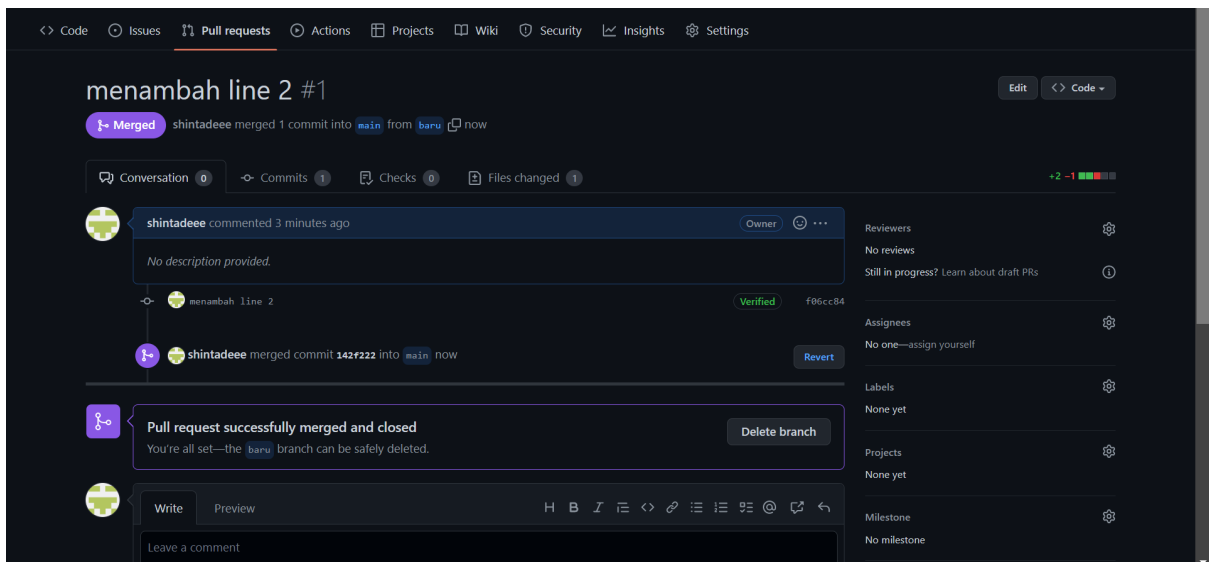 <> Code Issues Pull requests Actions Projects Wiki Security Insights Settings
menambah line 2 #1
Edit <> Code
Merged shintadeee merged 1 commit into main from baru now
Conversation 0 Commits 1 Checks 0 Files changed 1 +2 −1
shintadeee commented 3 minutes ago Owner ...
No description provided.
menambah line 2 Verified f06cc84
shintadeee merged commit 142f222 into main now Revert
Pull request successfully merged and closed
You're all set—the baru branch can be safely deleted.
Delete branch
Write Preview H B I <> @
Leave a comment
Reviewers
No reviews
Still in progress? Learn about draft PRs
Assignees
No one—assign yourself
Labels
None yet
Projects
None yet
Milestone
No milestone